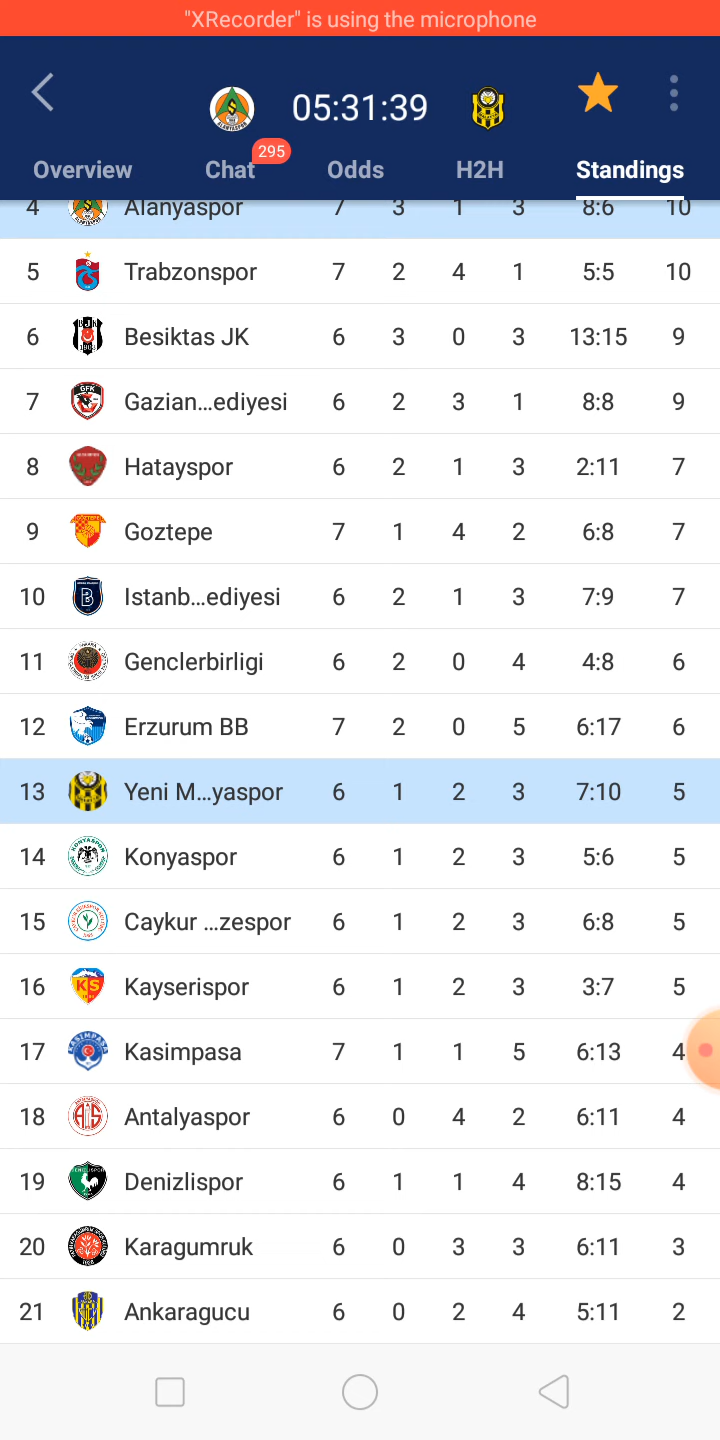 "XRecorder" is using the microphone
05:31:39
295
Overview Chat Odds H2H Standings
4 Alanyaspor 7 3 1 3 8:6 10
5 Trabzonspor 7 2 4 1 5:5 10
6 Besiktas JK 6 3 0 3 13:15 9
7 Gazian...ediyesi 6 2 3 1 8:8 9
8 Hatayspor 6 2 1 3 2:11 7
9 Goztepe 7 1 4 2 6:8 7
10 Istanb...ediyesi 6 2 1 3 7:9 7
11 Genclerbirligi 6 2 0 4 4:8 6
12 Erzurum BB 7 2 0 5 6:17 6
13 Yeni M...yaspor 6 1 2 3 7:10 5
14 Konyaspor 6 1 2 3 5:6 5
15 Caykur ...zespor 6 1 2 3 6:8 5
16 Kayserispor 6 1 2 3 3:7 5
17 Kasimpasa 7 1 1 5 6:13 4
18 Antalyaspor 6 0 4 2 6:11 4
19 Denizlispor 6 1 1 4 8:15 4
20 Karagumruk 6 0 3 3 6:11 3
21 Ankaragucu 6 0 2 4 5:11 2